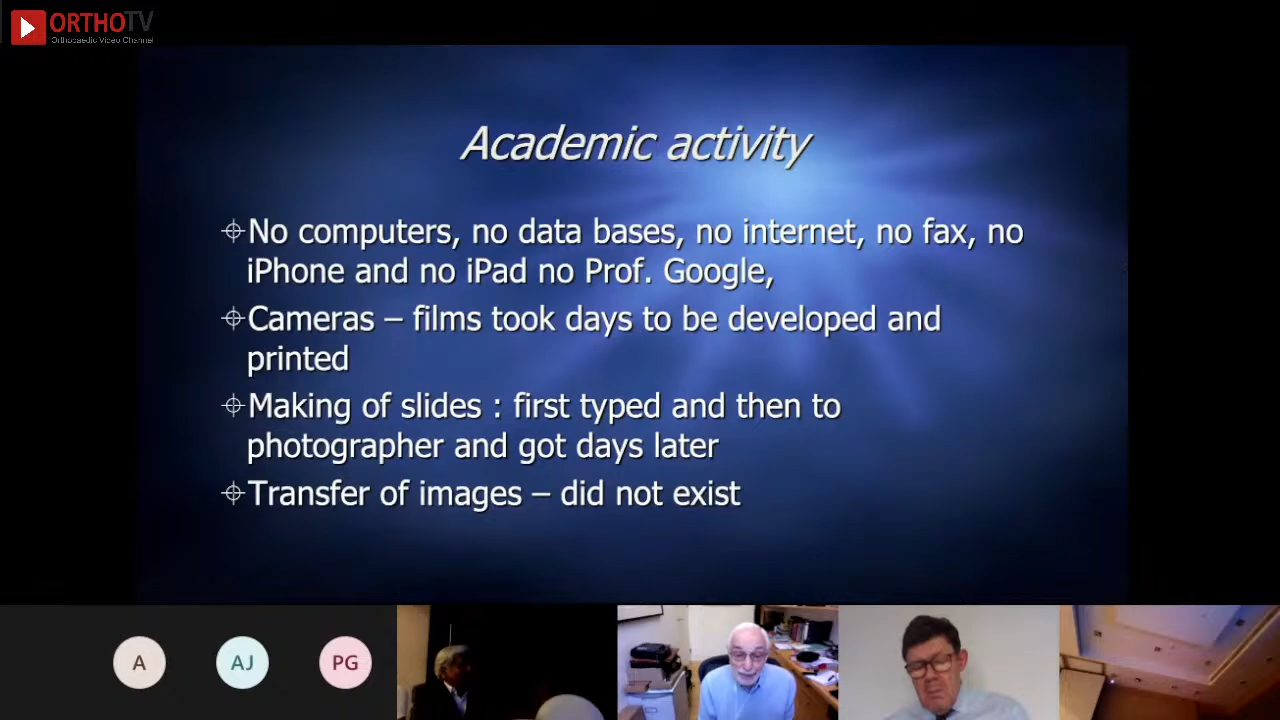 ORTHOTV
Orthopaedic Video Channel
Academic activity
No computers, no data bases, no internet, no fax, no
iPhone and no iPad no Prof. Google,
Cameras – films took days to be developed and
printed
Making of slides : first typed and then to
photographer and got days later
Transfer of images – did not exist
A
AJ
PG